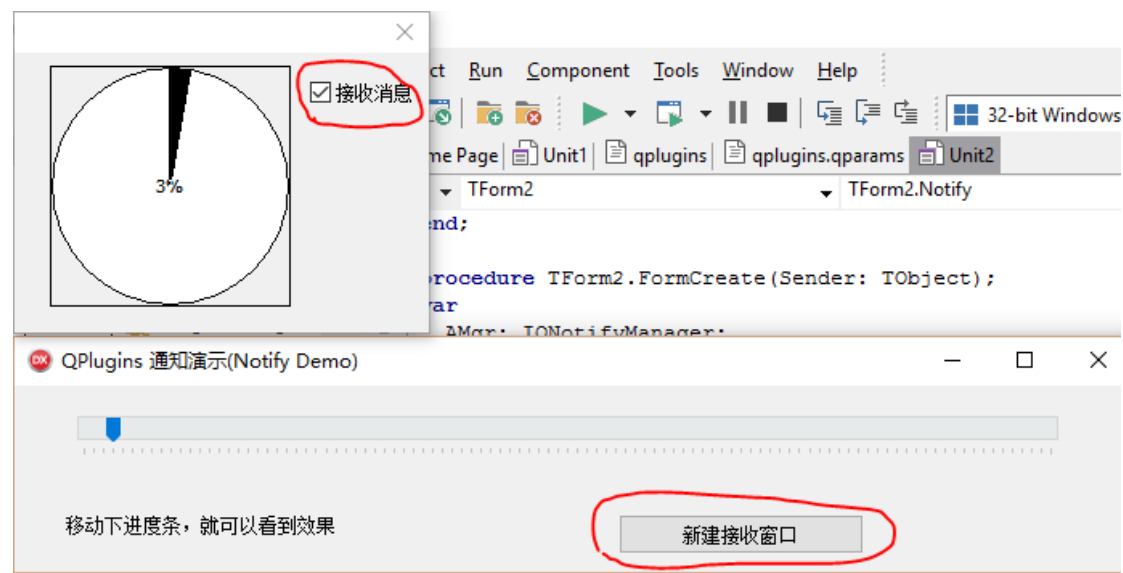 接收消息
3%
ct Run Component Tools Window Help
32-bit Windows
me Page Unit1 qplugins qplugins.qparams Unit2
TForm2 TForm2.Notify
end;
procedure TForm2.FormCreate(Sender: TObject);
var
AMgr: IQNotifyManager;
QPlugins 通知演示(Notify Demo)
移动下进度条，就可以看到效果
新建接收窗口